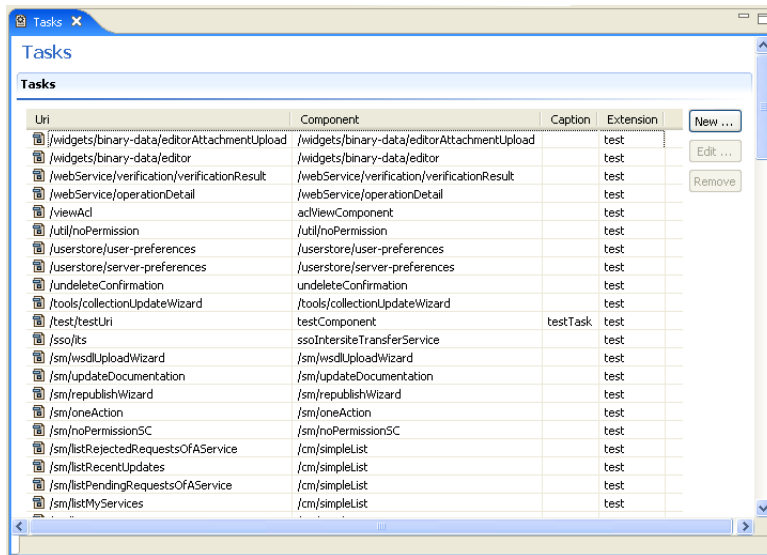 Tasks
Tasks
Tasks
Uri Component Caption Extension
/widgets/binary-data/editorAttachmentUpload /widgets/binary-data/editorAttachmentUpload test
/widgets/binary-data/editor /widgets/binary-data/editor test
/webService/verification/verificationResult /webService/verification/verificationResult test
/webService/operationDetail /webService/operationDetail test
/viewAcl aclViewComponent test
/util/noPermission /util/noPermission test
/userstore/user-preferences /userstore/user-preferences test
/userstore/server-preferences /userstore/server-preferences test
/undeleteConfirmation undeleteConfirmation test
/tools/collectionUpdateWizard /tools/collectionUpdateWizard test
/test/testUri testComponent testTask test
/sso/its ssoIntersiteTransferService test
/sm/wsdlUploadWizard /sm/wsdlUploadWizard test
/sm/updateDocumentation /sm/updateDocumentation test
/sm/republishWizard /sm/republishWizard test
/sm/oneAction /sm/oneAction test
/sm/noPermissionSC /sm/noPermissionSC test
/sm/listRejectedRequestsOfAService /cm/simpleList test
/sm/listRecentUpdates /cm/simpleList test
/sm/listPendingRequestsOfAService /cm/simpleList test
/sm/listMyServices /cm/simpleList test
New ...
Edit ...
Remove